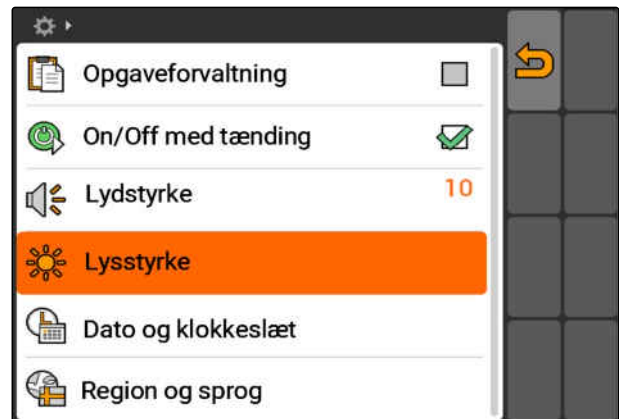 Opgaveforvaltning
On/Off med tænding
Lydstyrke 10
Lysstyrke
Dato og klokkeslæt
Region og sprog